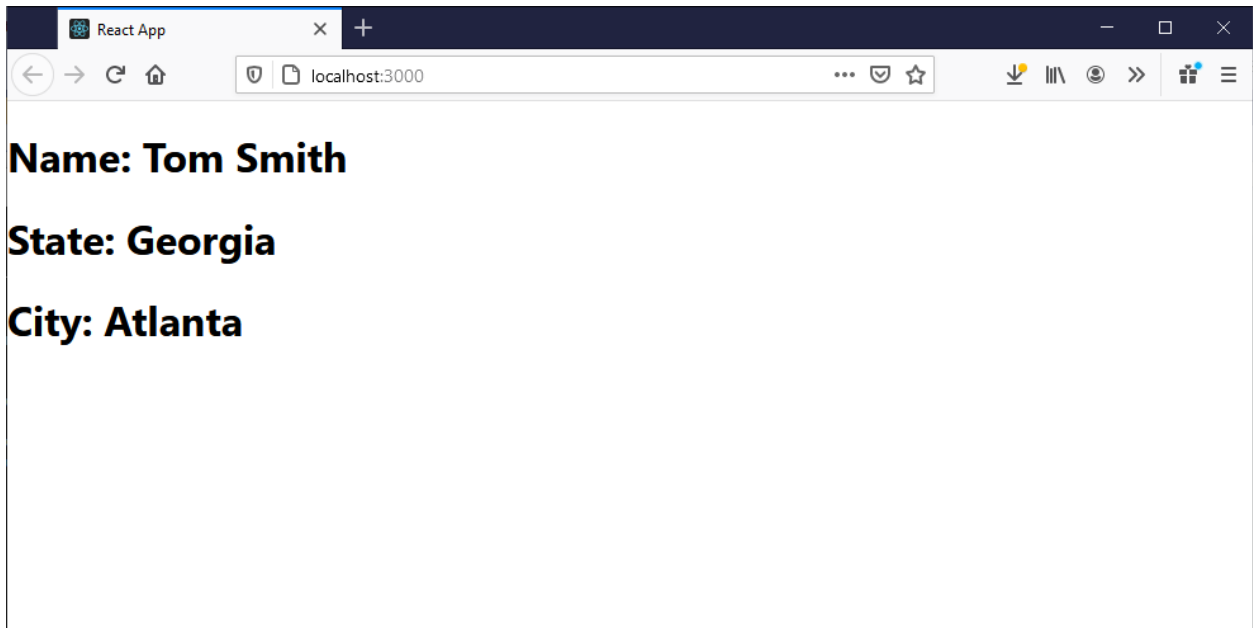 React App
localhost:3000
Name: Tom Smith
State: Georgia
City: Atlanta